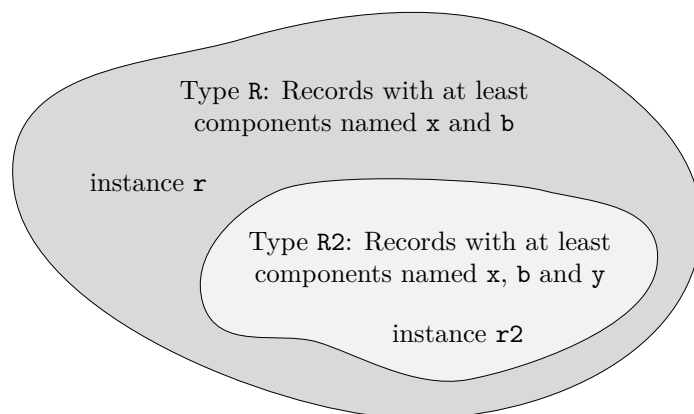 Type R: Records with at least
components named x and b
instance r
Type R2: Records with at least
components named x, b and y
instance r2